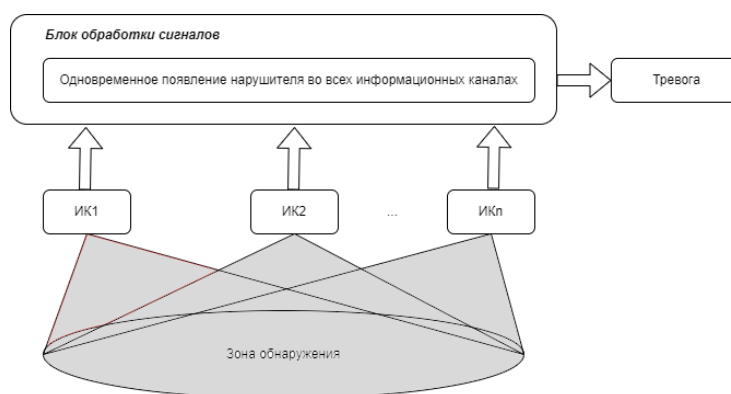 Блок обработки сигналов
Одновременное появление нарушителя во всех информационных каналах
Тревога
ИК1
ИК2
...
ИКn
Зона обнаружения